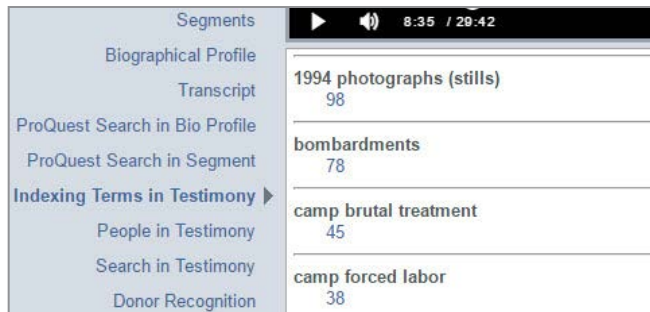 Segments
Biographical Profile
Transcript
ProQuest Search in Bio Profile
ProQuest Search in Segment
Indexing Terms in Testimony
People in Testimony
Search in Testimony
Donor Recognition
8:35 / 29:42
1994 photographs (stills)
98
bombardments
78
camp brutal treatment
45
camp forced labor
38